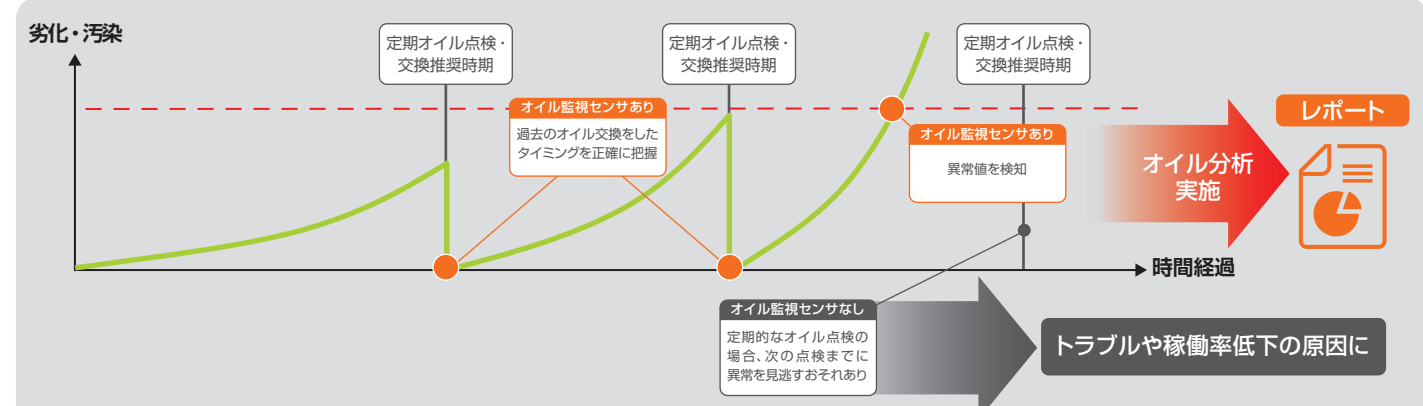 劣化・汚染
定期オイル点検・
交換推奨時期
定期オイル点検・
交換推奨時期
定期オイル点検・
交換推奨時期
オイル監視センサあり
過去のオイル交換をした
タイミングを正確に把握
オイル監視センサあり
異常値を検知
オイル分析
実施
レポート
時間経過
オイル監視センサなし
定期的なオイル点検の
場合、次の点検までに
異常を見逃すおそれあり
トラブルや稼働率低下の原因に